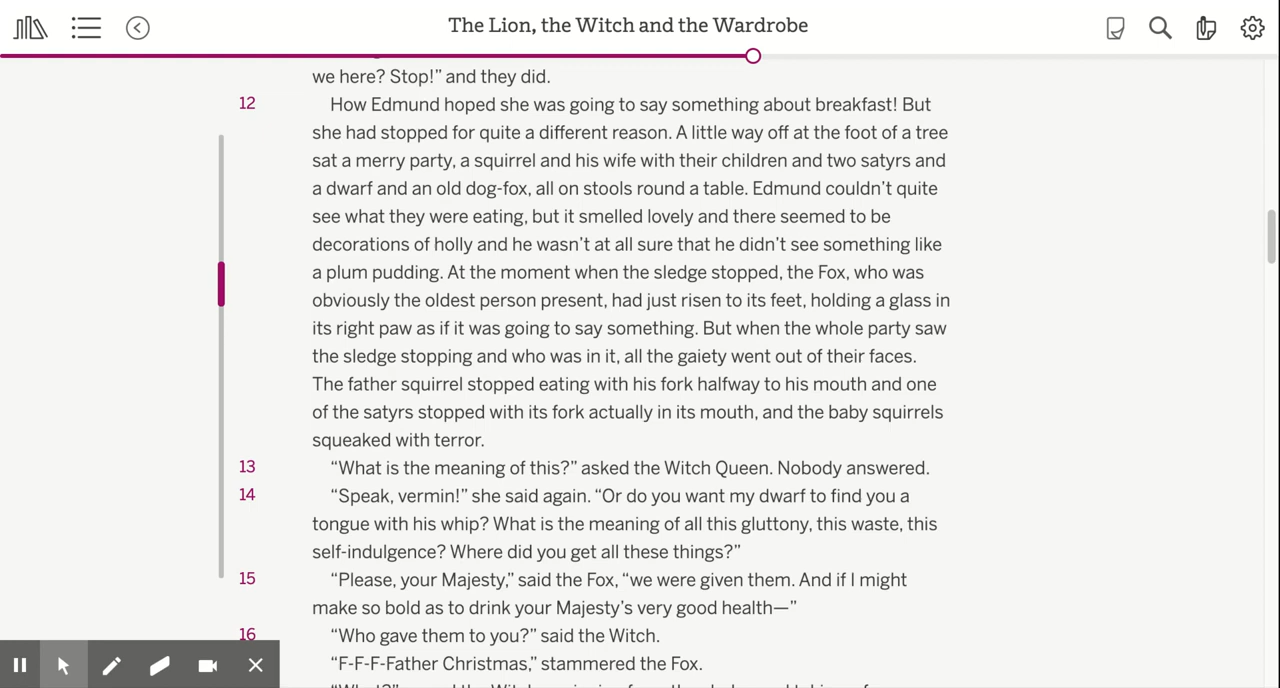 The Lion, the Witch and the Wardrobe
we here? Stop!” and they did.
12 How Edmund hoped she was going to say something about breakfast! But
she had stopped for quite a different reason. A little way off at the foot of a tree
sat a merry party, a squirrel and his wife with their children and two satyrs and
a dwarf and an old dog-fox, all on stools round a table. Edmund couldn’t quite
see what they were eating, but it smelled lovely and there seemed to be
decorations of holly and he wasn’t at all sure that he didn’t see something like
a plum pudding. At the moment when the sledge stopped, the Fox, who was
obviously the oldest person present, had just risen to its feet, holding a glass in
its right paw as if it was going to say something. But when the whole party saw
the sledge stopping and who was in it, all the gaiety went out of their faces.
The father squirrel stopped eating with his fork halfway to his mouth and one
of the satyrs stopped with its fork actually in its mouth, and the baby squirrels
squeaked with terror.
13 “What is the meaning of this?” asked the Witch Queen. Nobody answered.
14 “Speak, vermin!” she said again. “Or do you want my dwarf to find you a
tongue with his whip? What is the meaning of all this gluttony, this waste, this
self-indulgence? Where did you get all these things?”
15 “Please, your Majesty,” said the Fox, “we were given them. And if I might
make so bold as to drink your Majesty’s very good health—”
16 “Who gave them to you?” said the Witch.
“F-F-F-Father Christmas,” stammered the Fox.